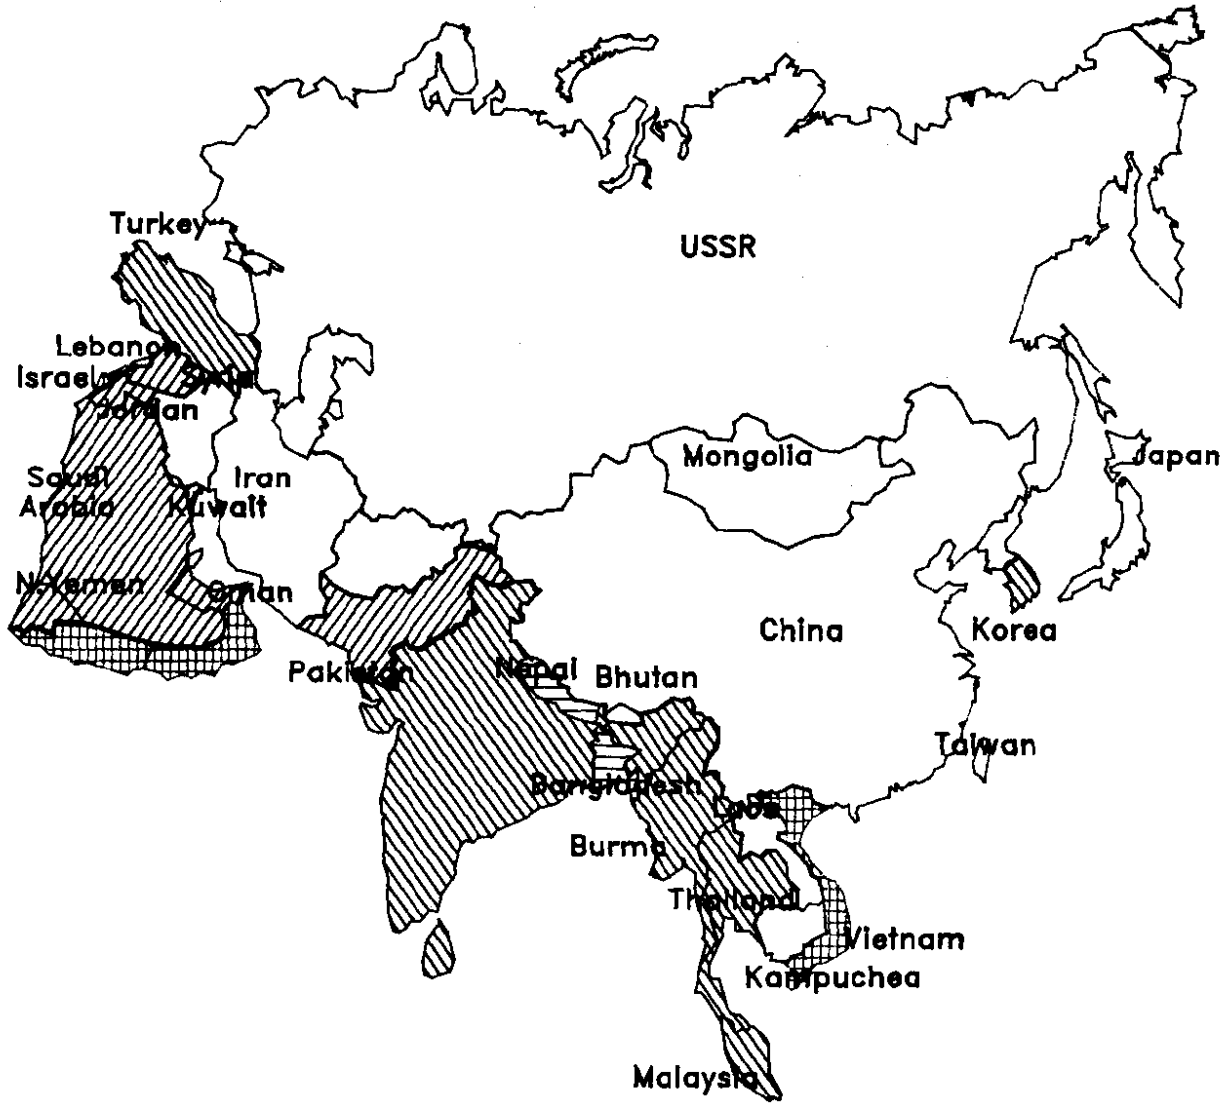 Turkey
USSR
Lebanon
Israel
Syria
Jordan
Mongolia
Japan
Saudi
Arabia
Iran
Kuwait
N.Yemen
Oman
China
Korea
Pakistan
Nepal
Bhutan
Taiwan
Bangladesh
Laos
Burma
Thailand
Vietnam
Kampuchea
Malaysia